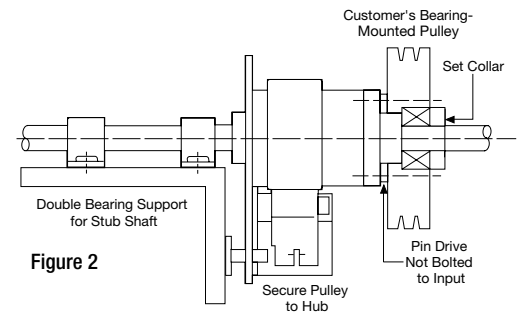 Customer's Bearing-
Mounted Pulley
Set Collar
Double Bearing Support
for Stub Shaft
Figure 2
Secure Pulley
to Hub
Pin Drive
Not Bolted
to Input